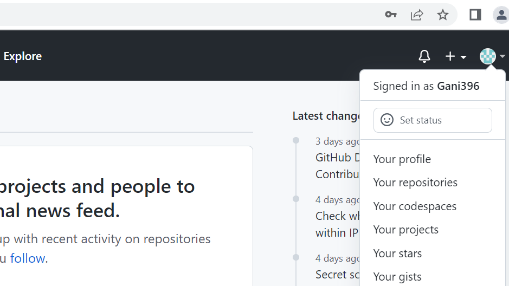 Explore
Signed in as Gani396
Set status
Your profile
Your repositories
Your codespaces
Your projects
Your stars
Your gists
Latest change
3 days ago
GitHub D
Contribu
4 days ago
Check wh
within IP
4 days ago
Secret sc
projects and people to
nal news feed.
up with recent activity on repositories
u follow.